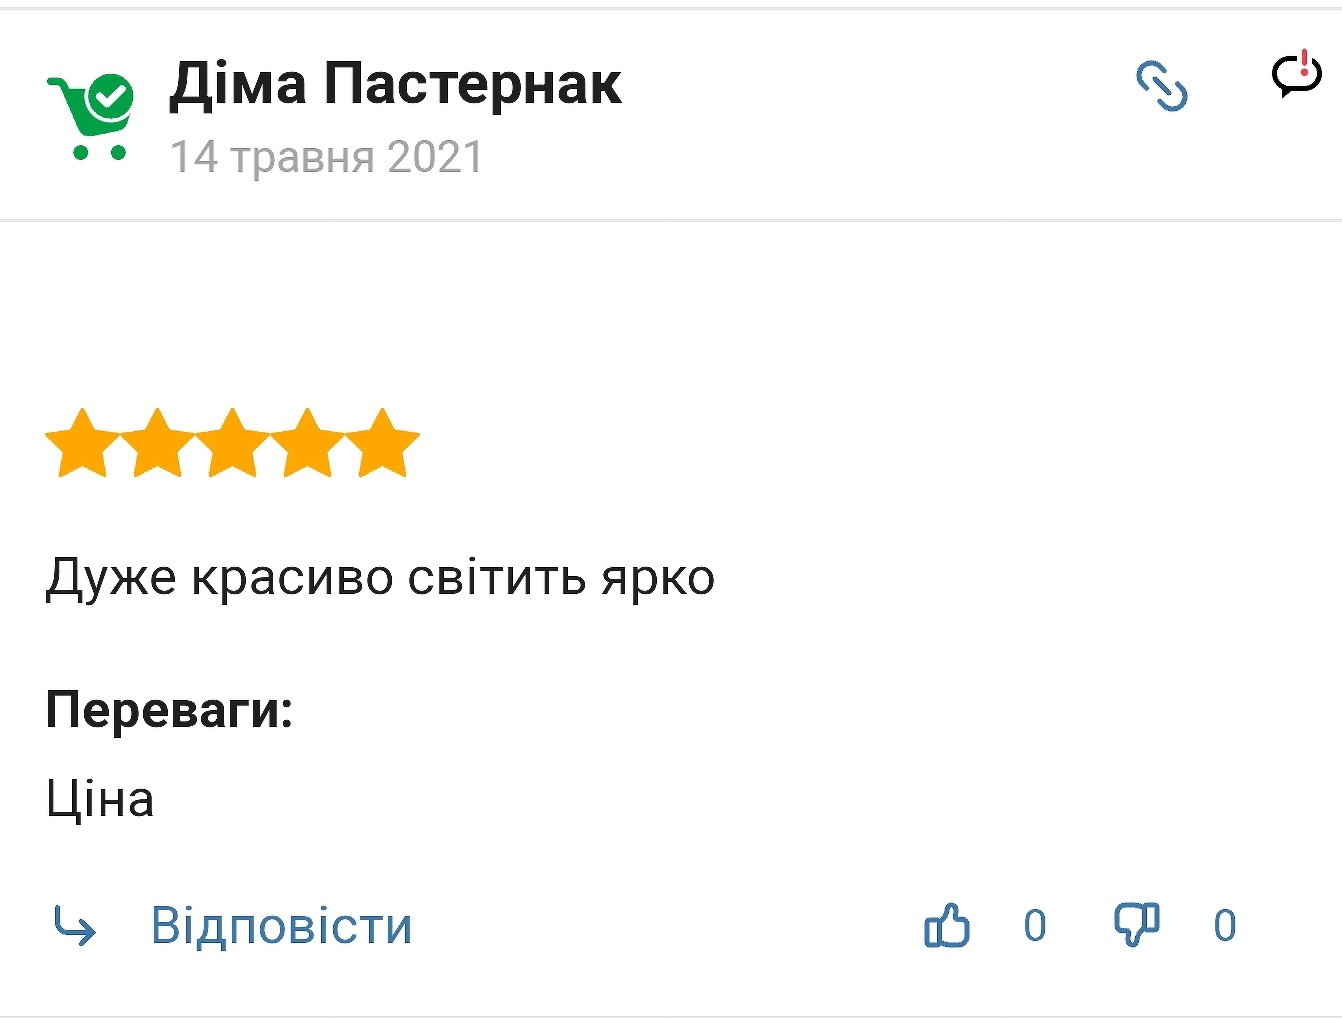 Діма Пастернак
14 травня 2021
Дуже красиво світить ярко
Переваги:
Ціна
Відповісти 0 0